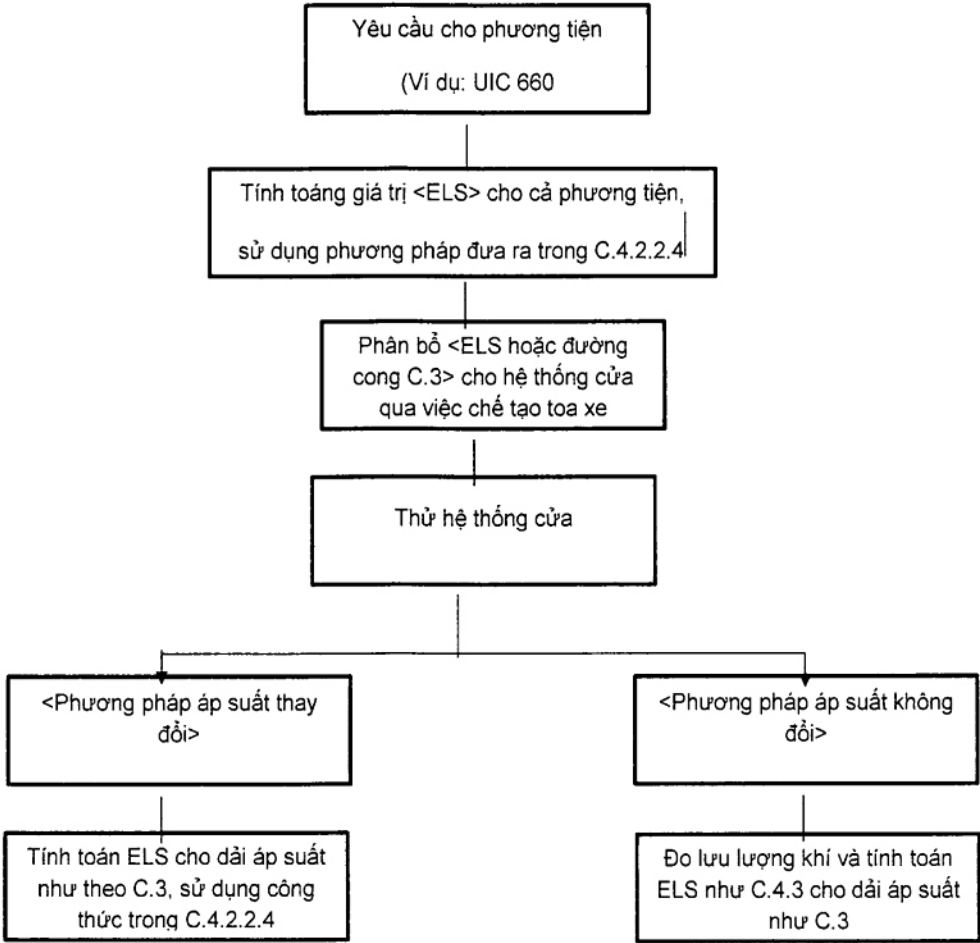 Yêu cầu cho phương tiện
(Ví dụ: UIC 660
Tính toáng giá trị <ELS> cho cả phương tiện,
sử dụng phương pháp đưa ra trong C.4.2.2.4
Phân bổ <ELS hoặc đường
cong C.3> cho hệ thống cửa
qua việc chế tạo toa xe
Thử hệ thống cửa
<Phương pháp áp suất thay
đổi>
<Phương pháp áp suất không
đổi>
Tính toán ELS cho dải áp suất
như theo C.3, sử dụng công
thức trong C.4.2.2.4
Đo lưu lượng khí và tính toán
ELS như C.4.3 cho dải áp suất
như C.3